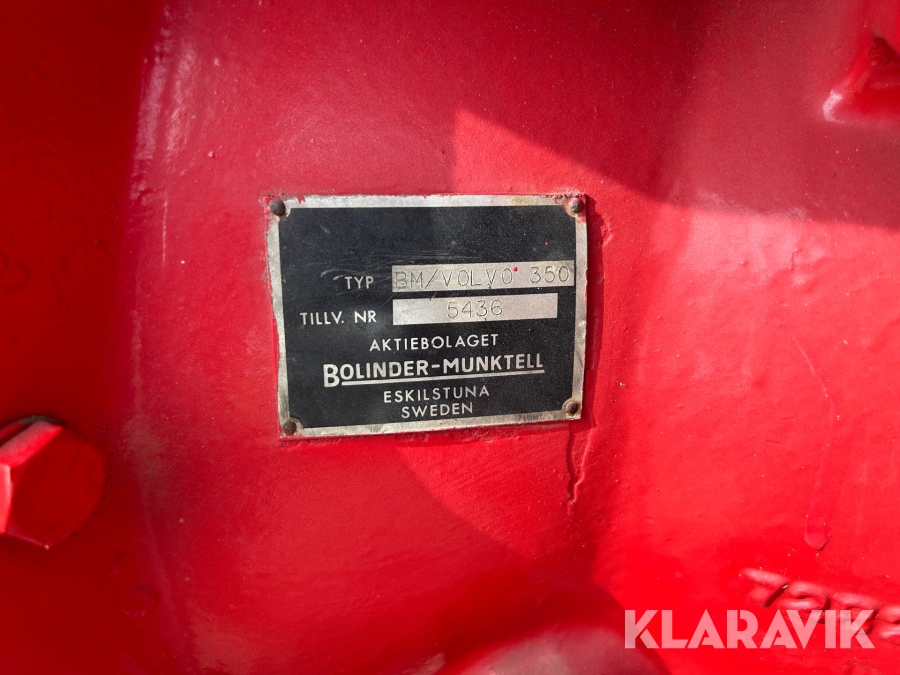 TYP BM/VOLVO 350
TILLV. NR 5436
AKTIEBOLAGET
BOLINDER-MUNKTELL
ESKILSTUNA
SWEDEN
KLARAVIK